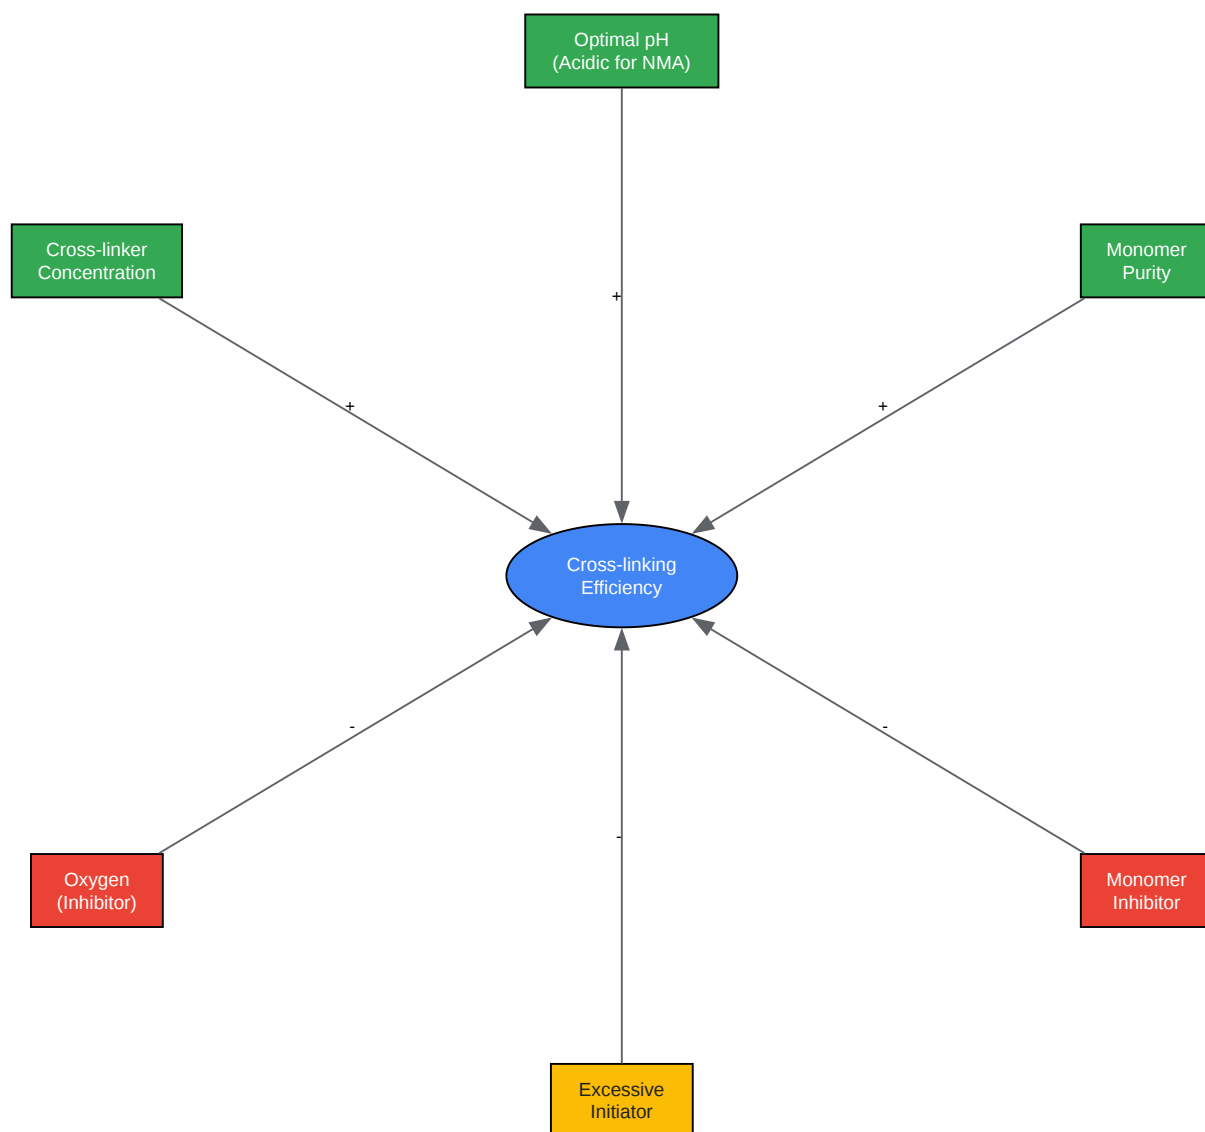 Optimal pH
(Acidic for NMA)
Cross-linker
Concentration
Monomer
Purity
+
+
+
Cross-linking
Efficiency
-
-
-
Oxygen
(Inhibitor)
Monomer
Inhibitor
Excessive
Initiator